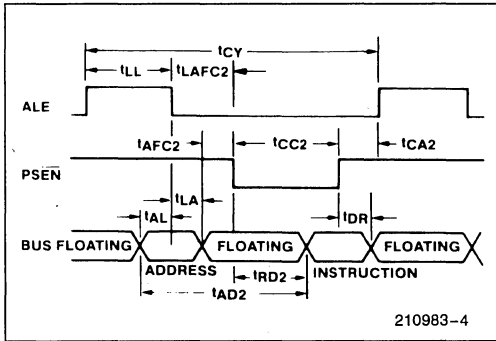 tCY
tLL tLAFC2
ALE
tAFC2 tCC2 tCA2
PSEN
tLA
tAL tDR
BUS FLOATING FLOATING FLOATING
ADDRESS INSTRUCTION
tRD2
tAD2
210983-4